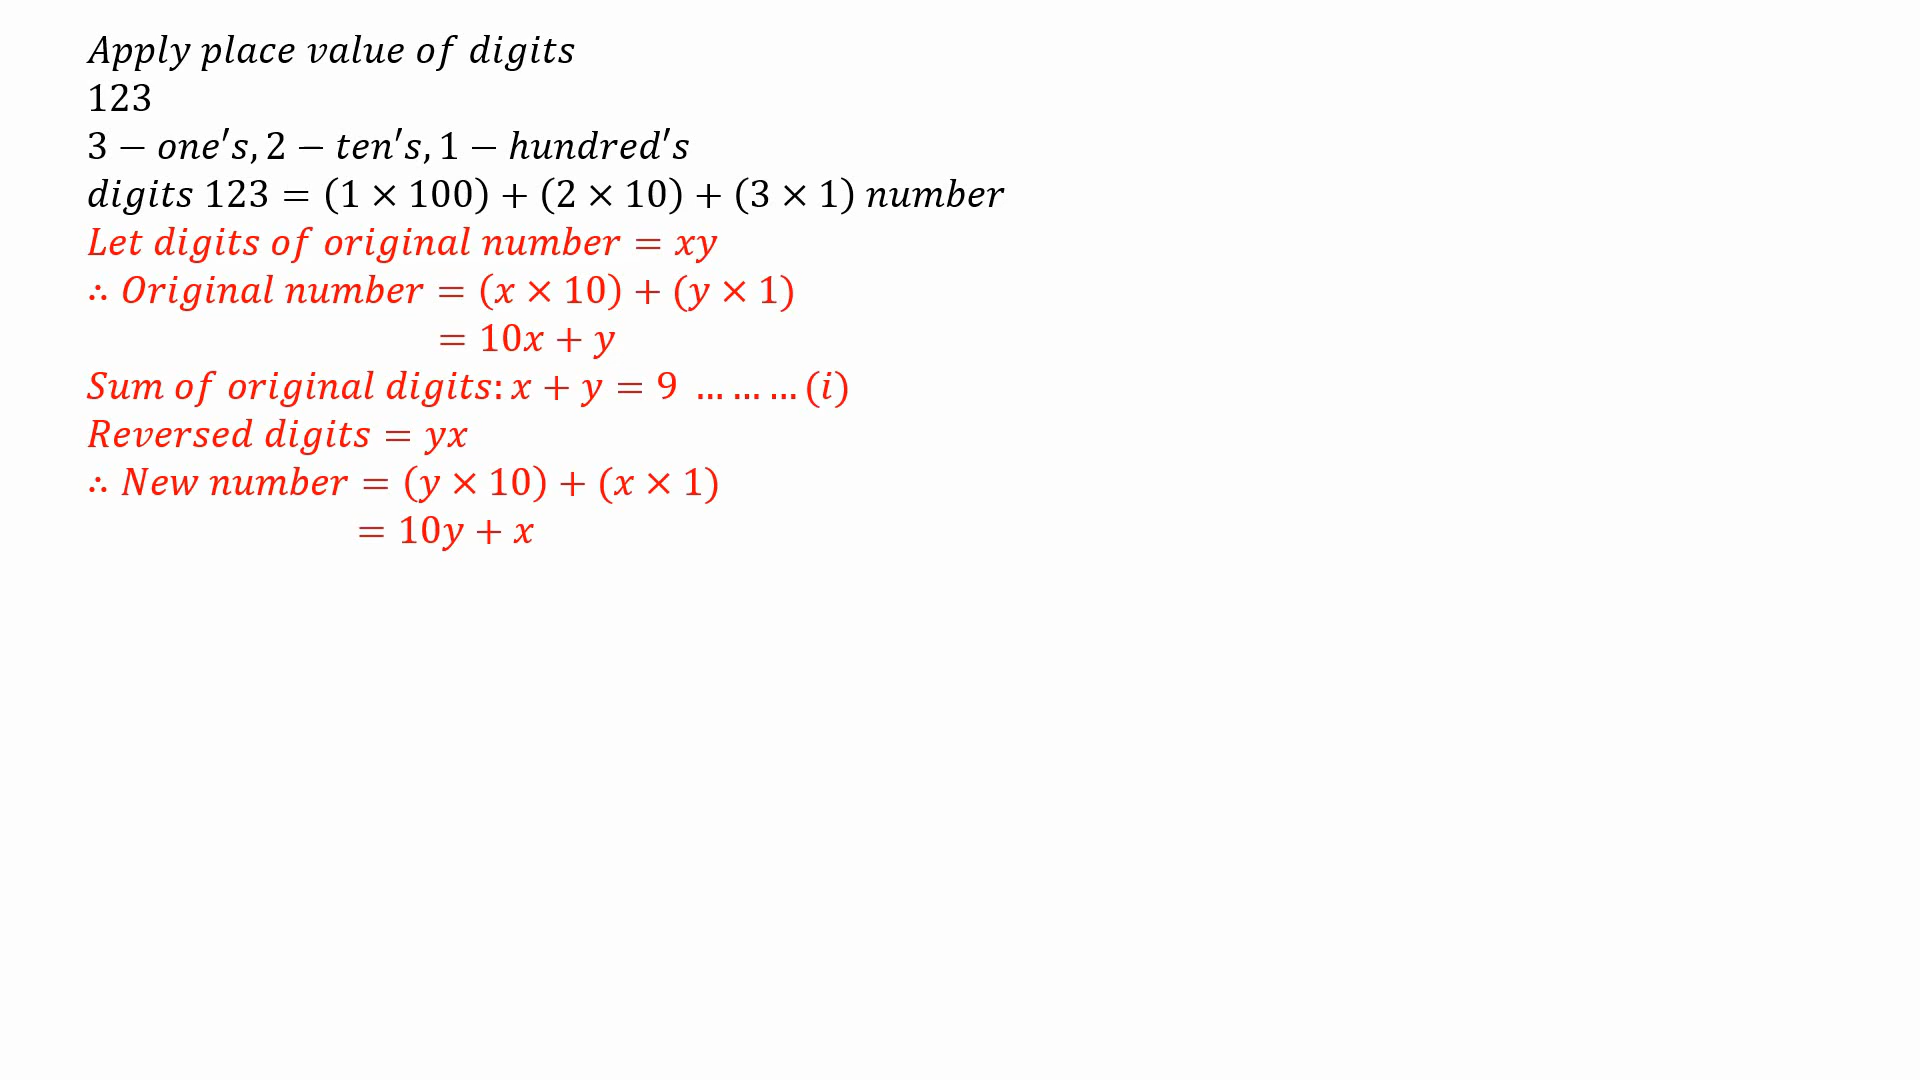 Apply place value of digits
123
3 − one's, 2 − ten's, 1 − hundred's
digits 123 = (1 × 100) + (2 × 10) + (3 × 1) number
Let digits of original number = xy
∴ Original number = (x × 10) + (y × 1)
= 10x + y
Sum of original digits: x + y = 9 … … … (i)
Reversed digits = yx
∴ New number = (y × 10) + (x × 1)
= 10y + x